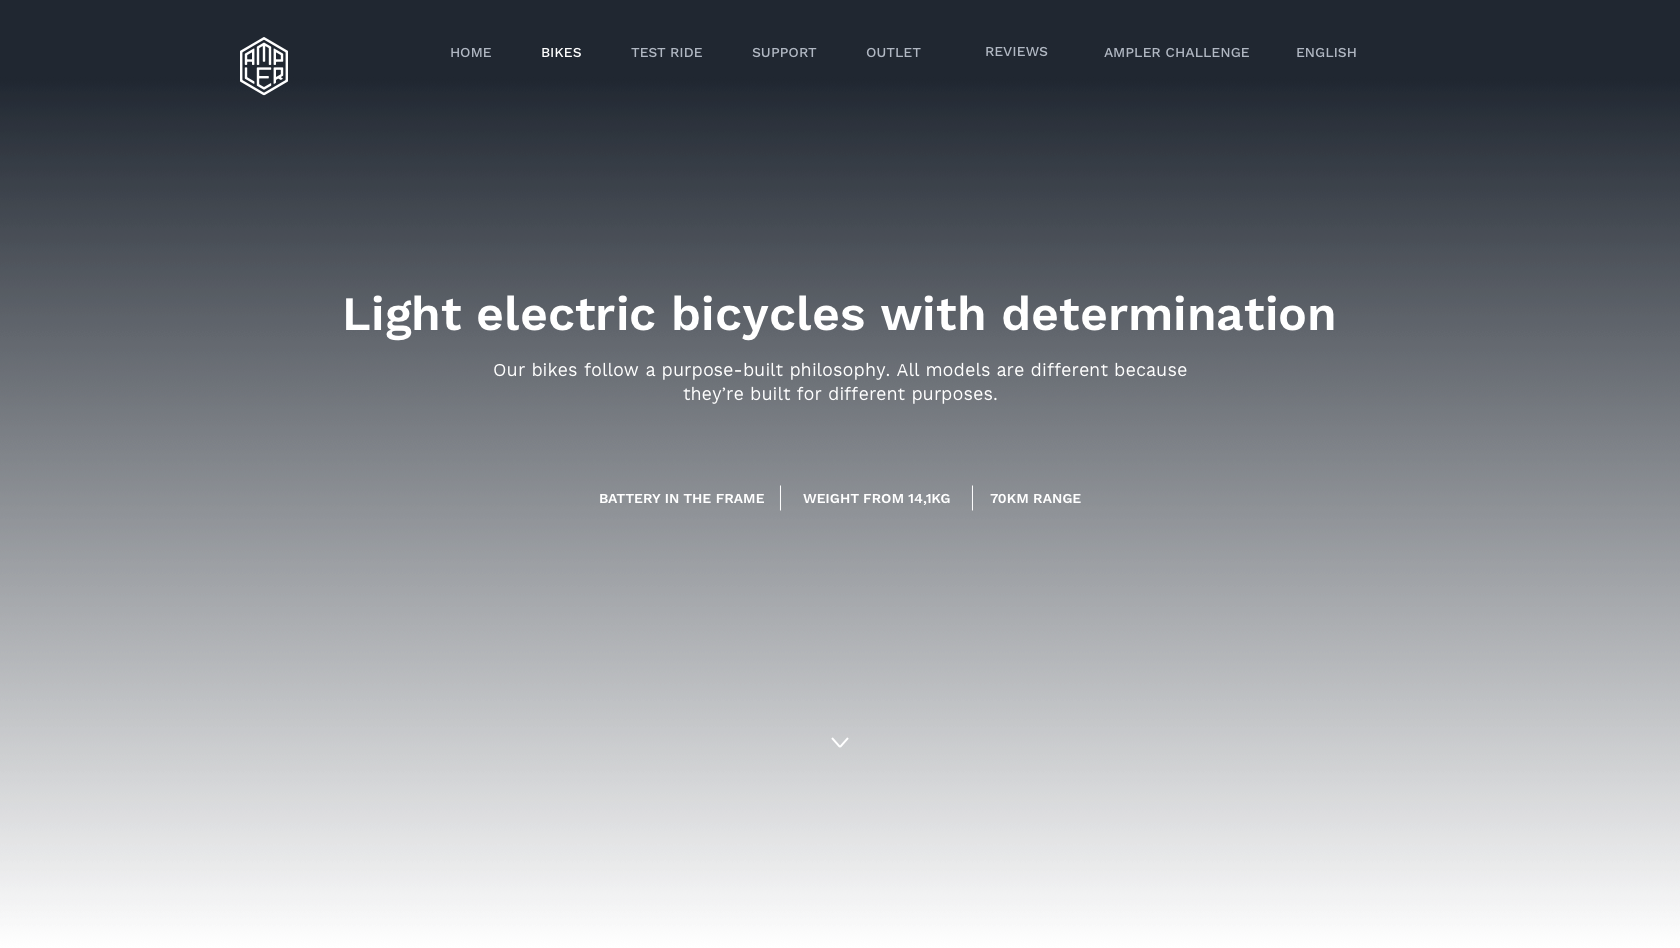 AMP
LER
HOME BIKES TEST RIDE SUPPORT OUTLET REVIEWS AMPLER CHALLENGE ENGLISH
Light electric bicycles with determination
Our bikes follow a purpose-built philosophy. All models are different because
they’re built for different purposes.
BATTERY IN THE FRAME WEIGHT FROM 14,1KG 70KM RANGE